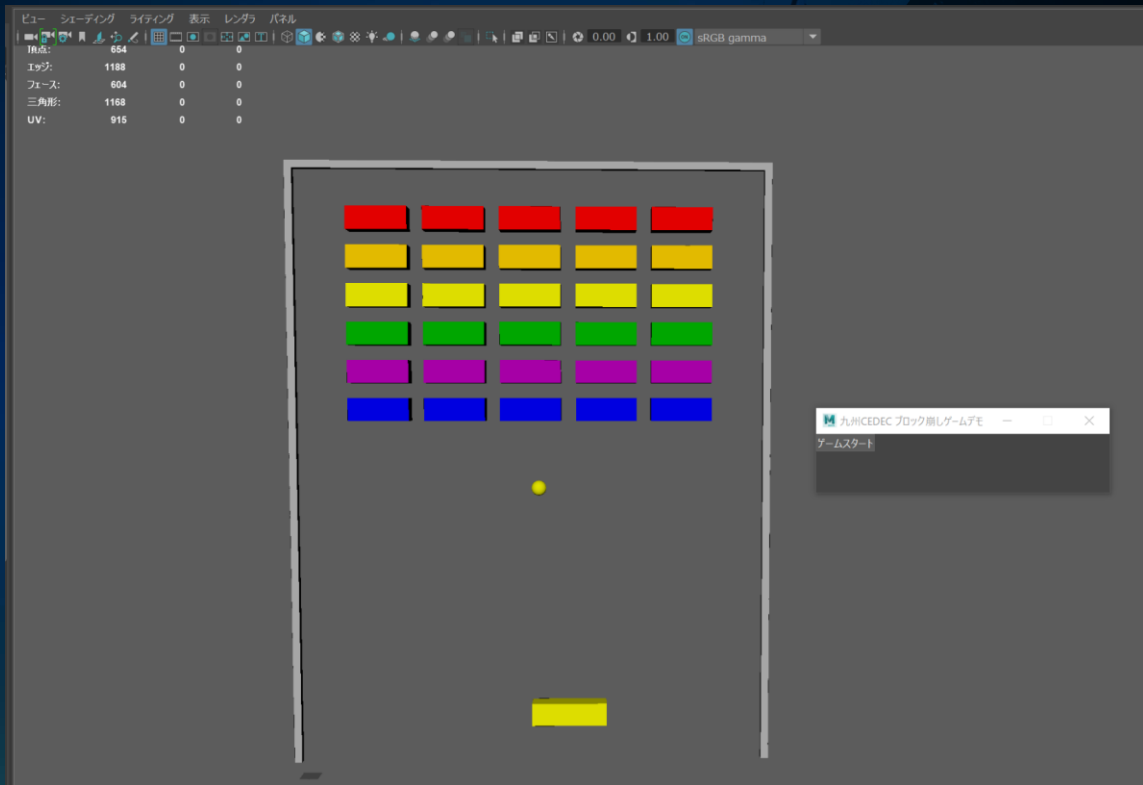 ビュー シェーディング ライティング 表示 レンダラ パネル
0.00 1.00 sRGB gamma
頂点: 654 0 0
エッジ: 1188 0 0
フェース: 604 0 0
三角形: 1168 0 0
UV: 915 0 0
九州CEDEC ブロック崩しゲームデモ
ゲームスタート